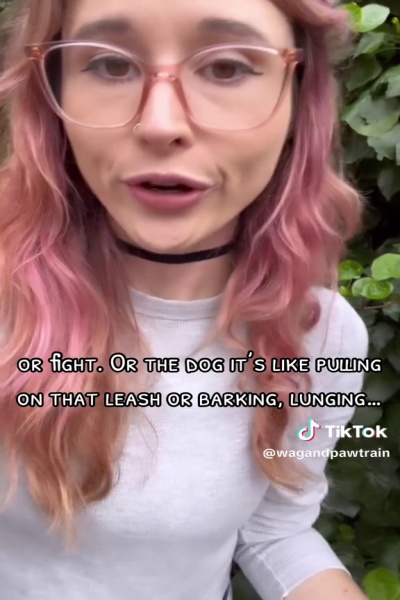 or fight. Or the dog it's like pulling
on that leash or barking, lunging...
TikTok
@wagandpawtrain